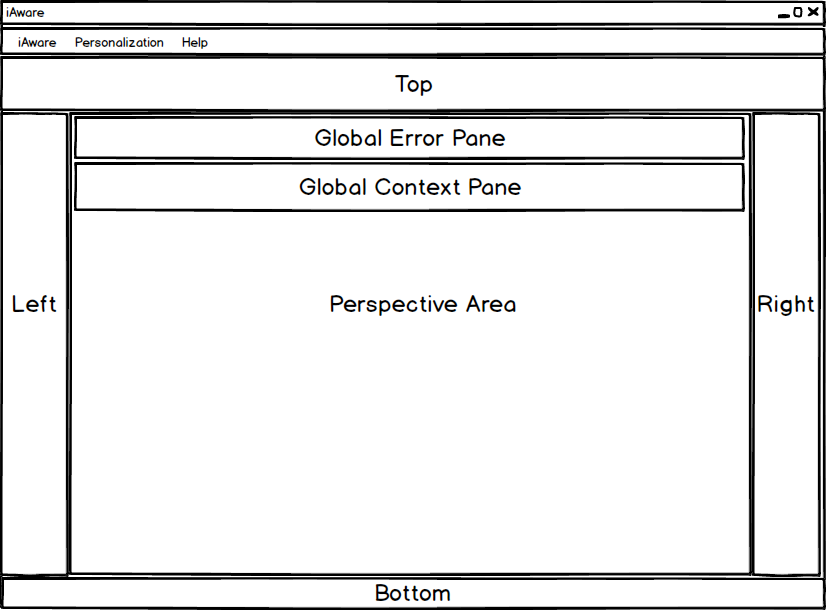 iAware
iAware Personalization Help
Top
Global Error Pane
Global Context Pane
Left
Perspective Area
Right
Bottom